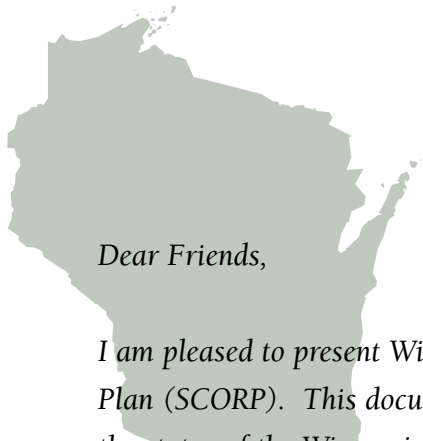 Dear Friends,
I am pleased to present Wi
Plan (SCORP).  This docu